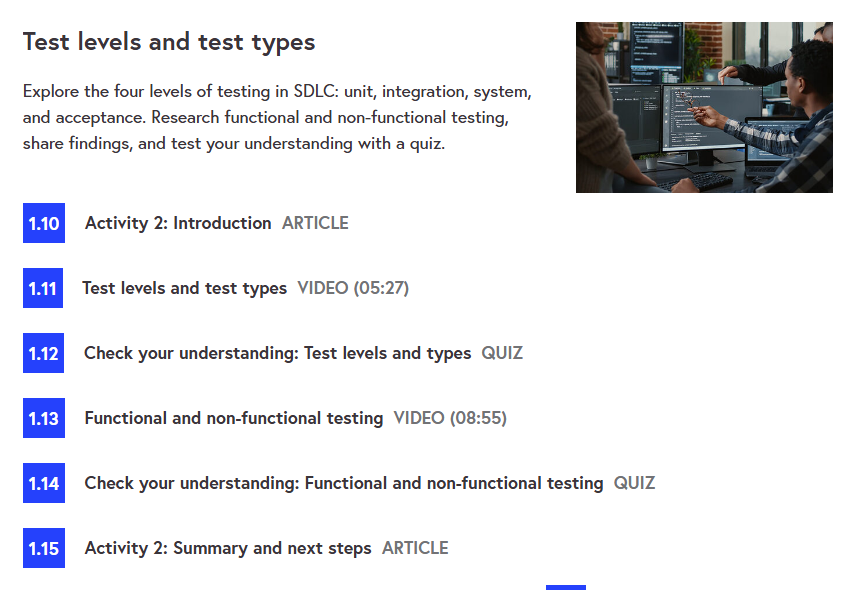 Test levels and test types
Explore the four levels of testing in SDLC: unit, integration, system,
and acceptance. Research functional and non-functional testing,
share findings, and test your understanding with a quiz.
1.10 Activity 2: Introduction ARTICLE
1.11 Test levels and test types VIDEO (05:27)
1.12 Check your understanding: Test levels and types QUIZ
1.13 Functional and non-functional testing VIDEO (08:55)
1.14 Check your understanding: Functional and non-functional testing QUIZ
1.15 Activity 2: Summary and next steps ARTICLE